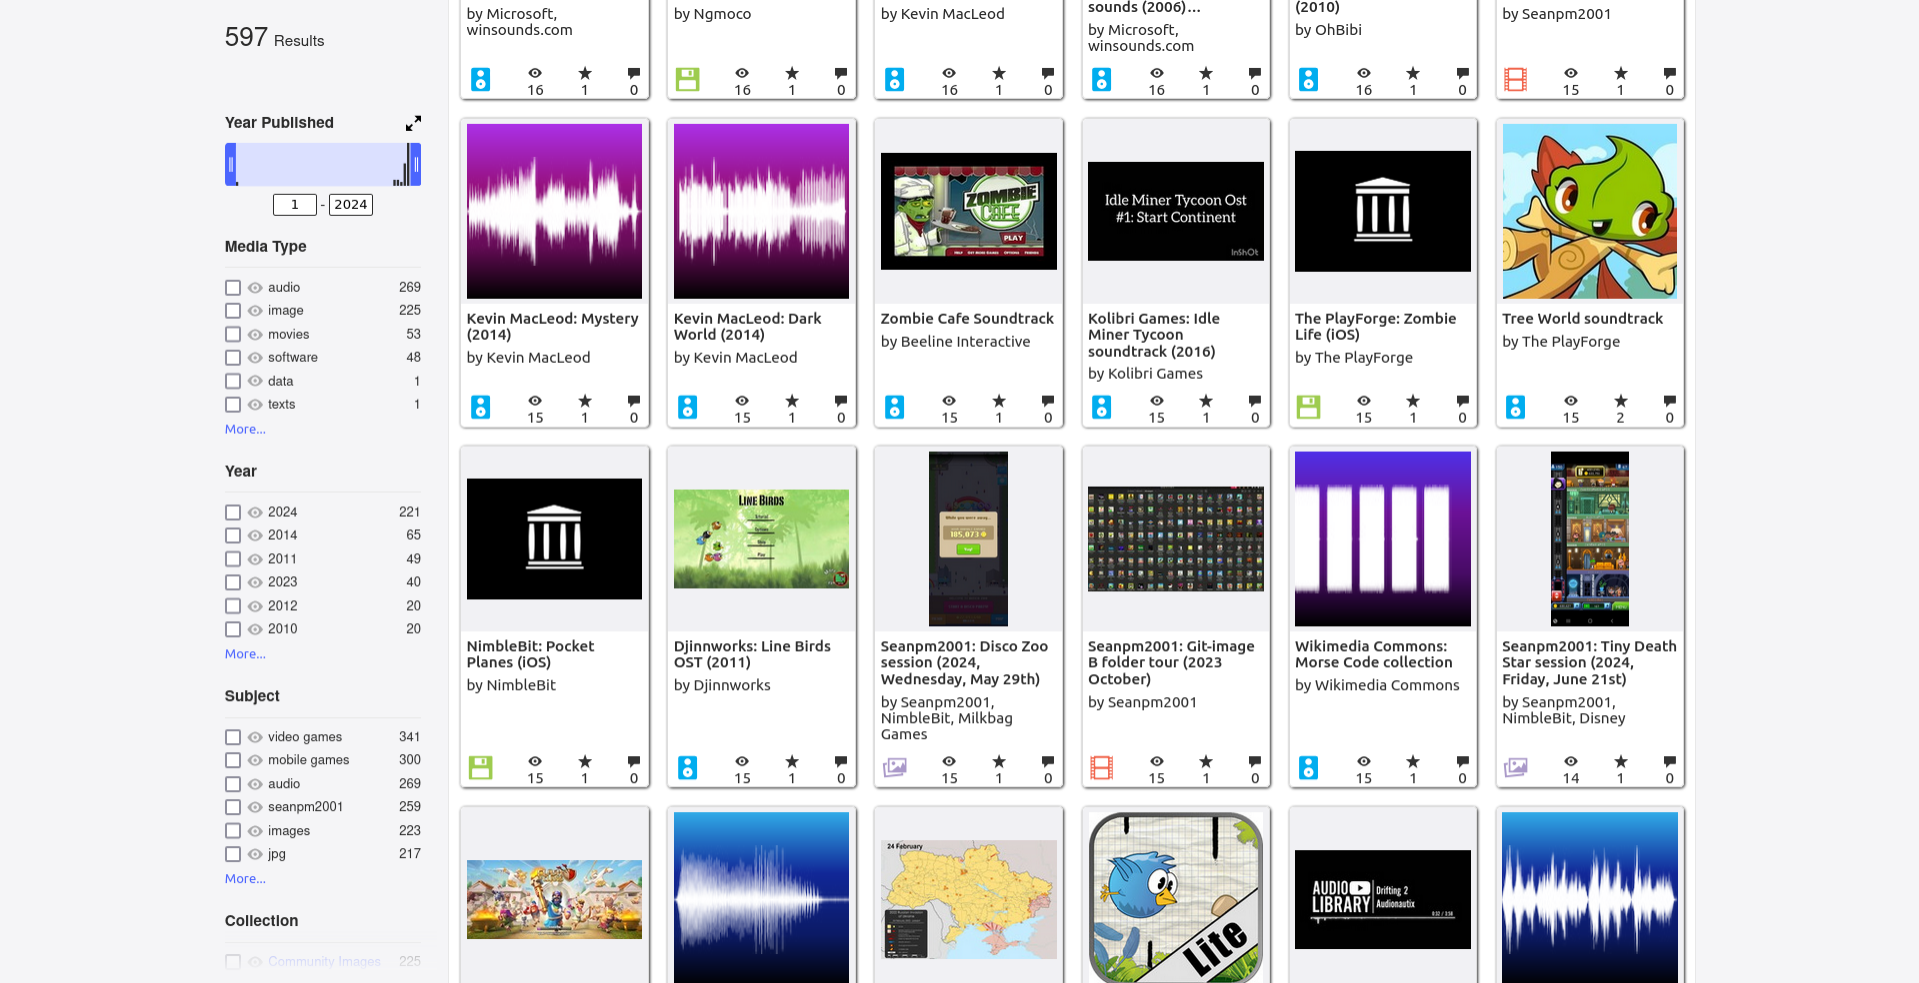 597 Results
Year Published
1 - 2024
Media Type
audio 269
image 225
movies 53
software 48
data 1
texts 1
More...
Year
2024 221
2014 65
2011 49
2023 40
2012 20
2010 20
More...
Subject
video games 341
mobile games 300
audio 269
seanpm2001 259
images 223
jpg 217
More...
Collection
Community Images 225
by Microsoft,
winsounds.com
16 1 0
by Ngmoco
16 1 0
by Kevin MacLeod
16 1 0
sounds (2006)...
by Microsoft,
winsounds.com
16 1 0
(2010)
by OhBibi
16 1 0
by Seanpm2001
15 1 0
Kevin MacLeod: Mystery
(2014)
by Kevin MacLeod
15 1 0
Kevin MacLeod: Dark
World (2014)
by Kevin MacLeod
15 1 0
ZOMBIE
CAFE
PLAY
Zombie Cafe Soundtrack
by Beeline Interactive
15 1 0
Idle Miner Tycoon Ost
#1: Start Continent
InShOt
Kolibri Games: Idle
Miner Tycoon
soundtrack (2016)
by Kolibri Games
15 1 0
The PlayForge: Zombie
Life (iOS)
by The PlayForge
15 1 0
Tree World soundtrack
by The PlayForge
15 2 0
NimbleBit: Pocket
Planes (iOS)
by NimbleBit
15 1 0
LINE BIRDS
Djinnworks: Line Birds
OST (2011)
by Djinnworks
15 1 0
While you were away...
105,073
Seanpm2001: Disco Zoo
session (2024,
Wednesday, May 29th)
by Seanpm2001,
NimbleBit, Milkbag
Games
15 1 0
Seanpm2001: Git-image
B folder tour (2023
October)
by Seanpm2001
15 1 0
Wikimedia Commons:
Morse Code collection
by Wikimedia Commons
15 1 0
Seanpm2001: Tiny Death
Star session (2024,
Friday, June 21st)
by Seanpm2001,
NimbleBit, Disney
14 1 0
24 February
Lite
AUDIO
LIBRARY
Drifting 2
Audionautix